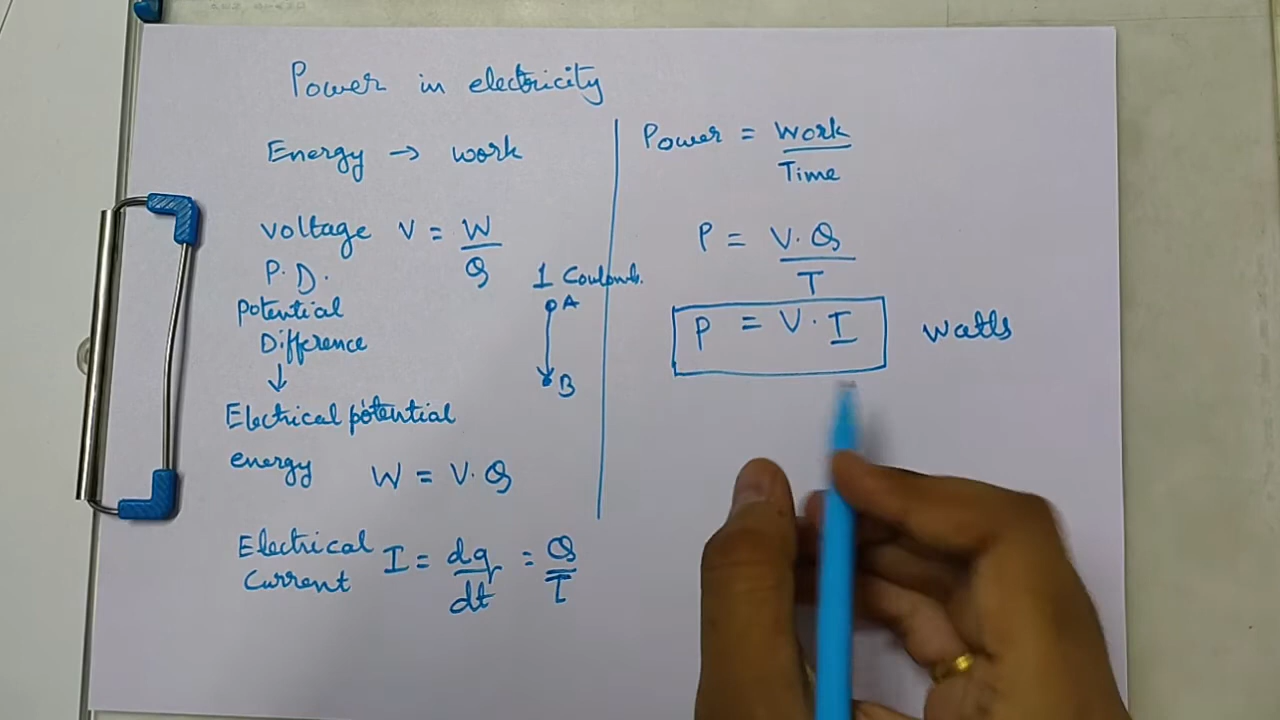 Power in electricity
Energy → work
Voltage V = W/Q
P.D.
Potential
Difference
↓
1 Coulomb.
A
B
Electrical potential
energy W = V.Q
Electrical
Current I = dq/dt = Q/T
Power = Work/Time
P = V.Q/T
P = V.I Watts